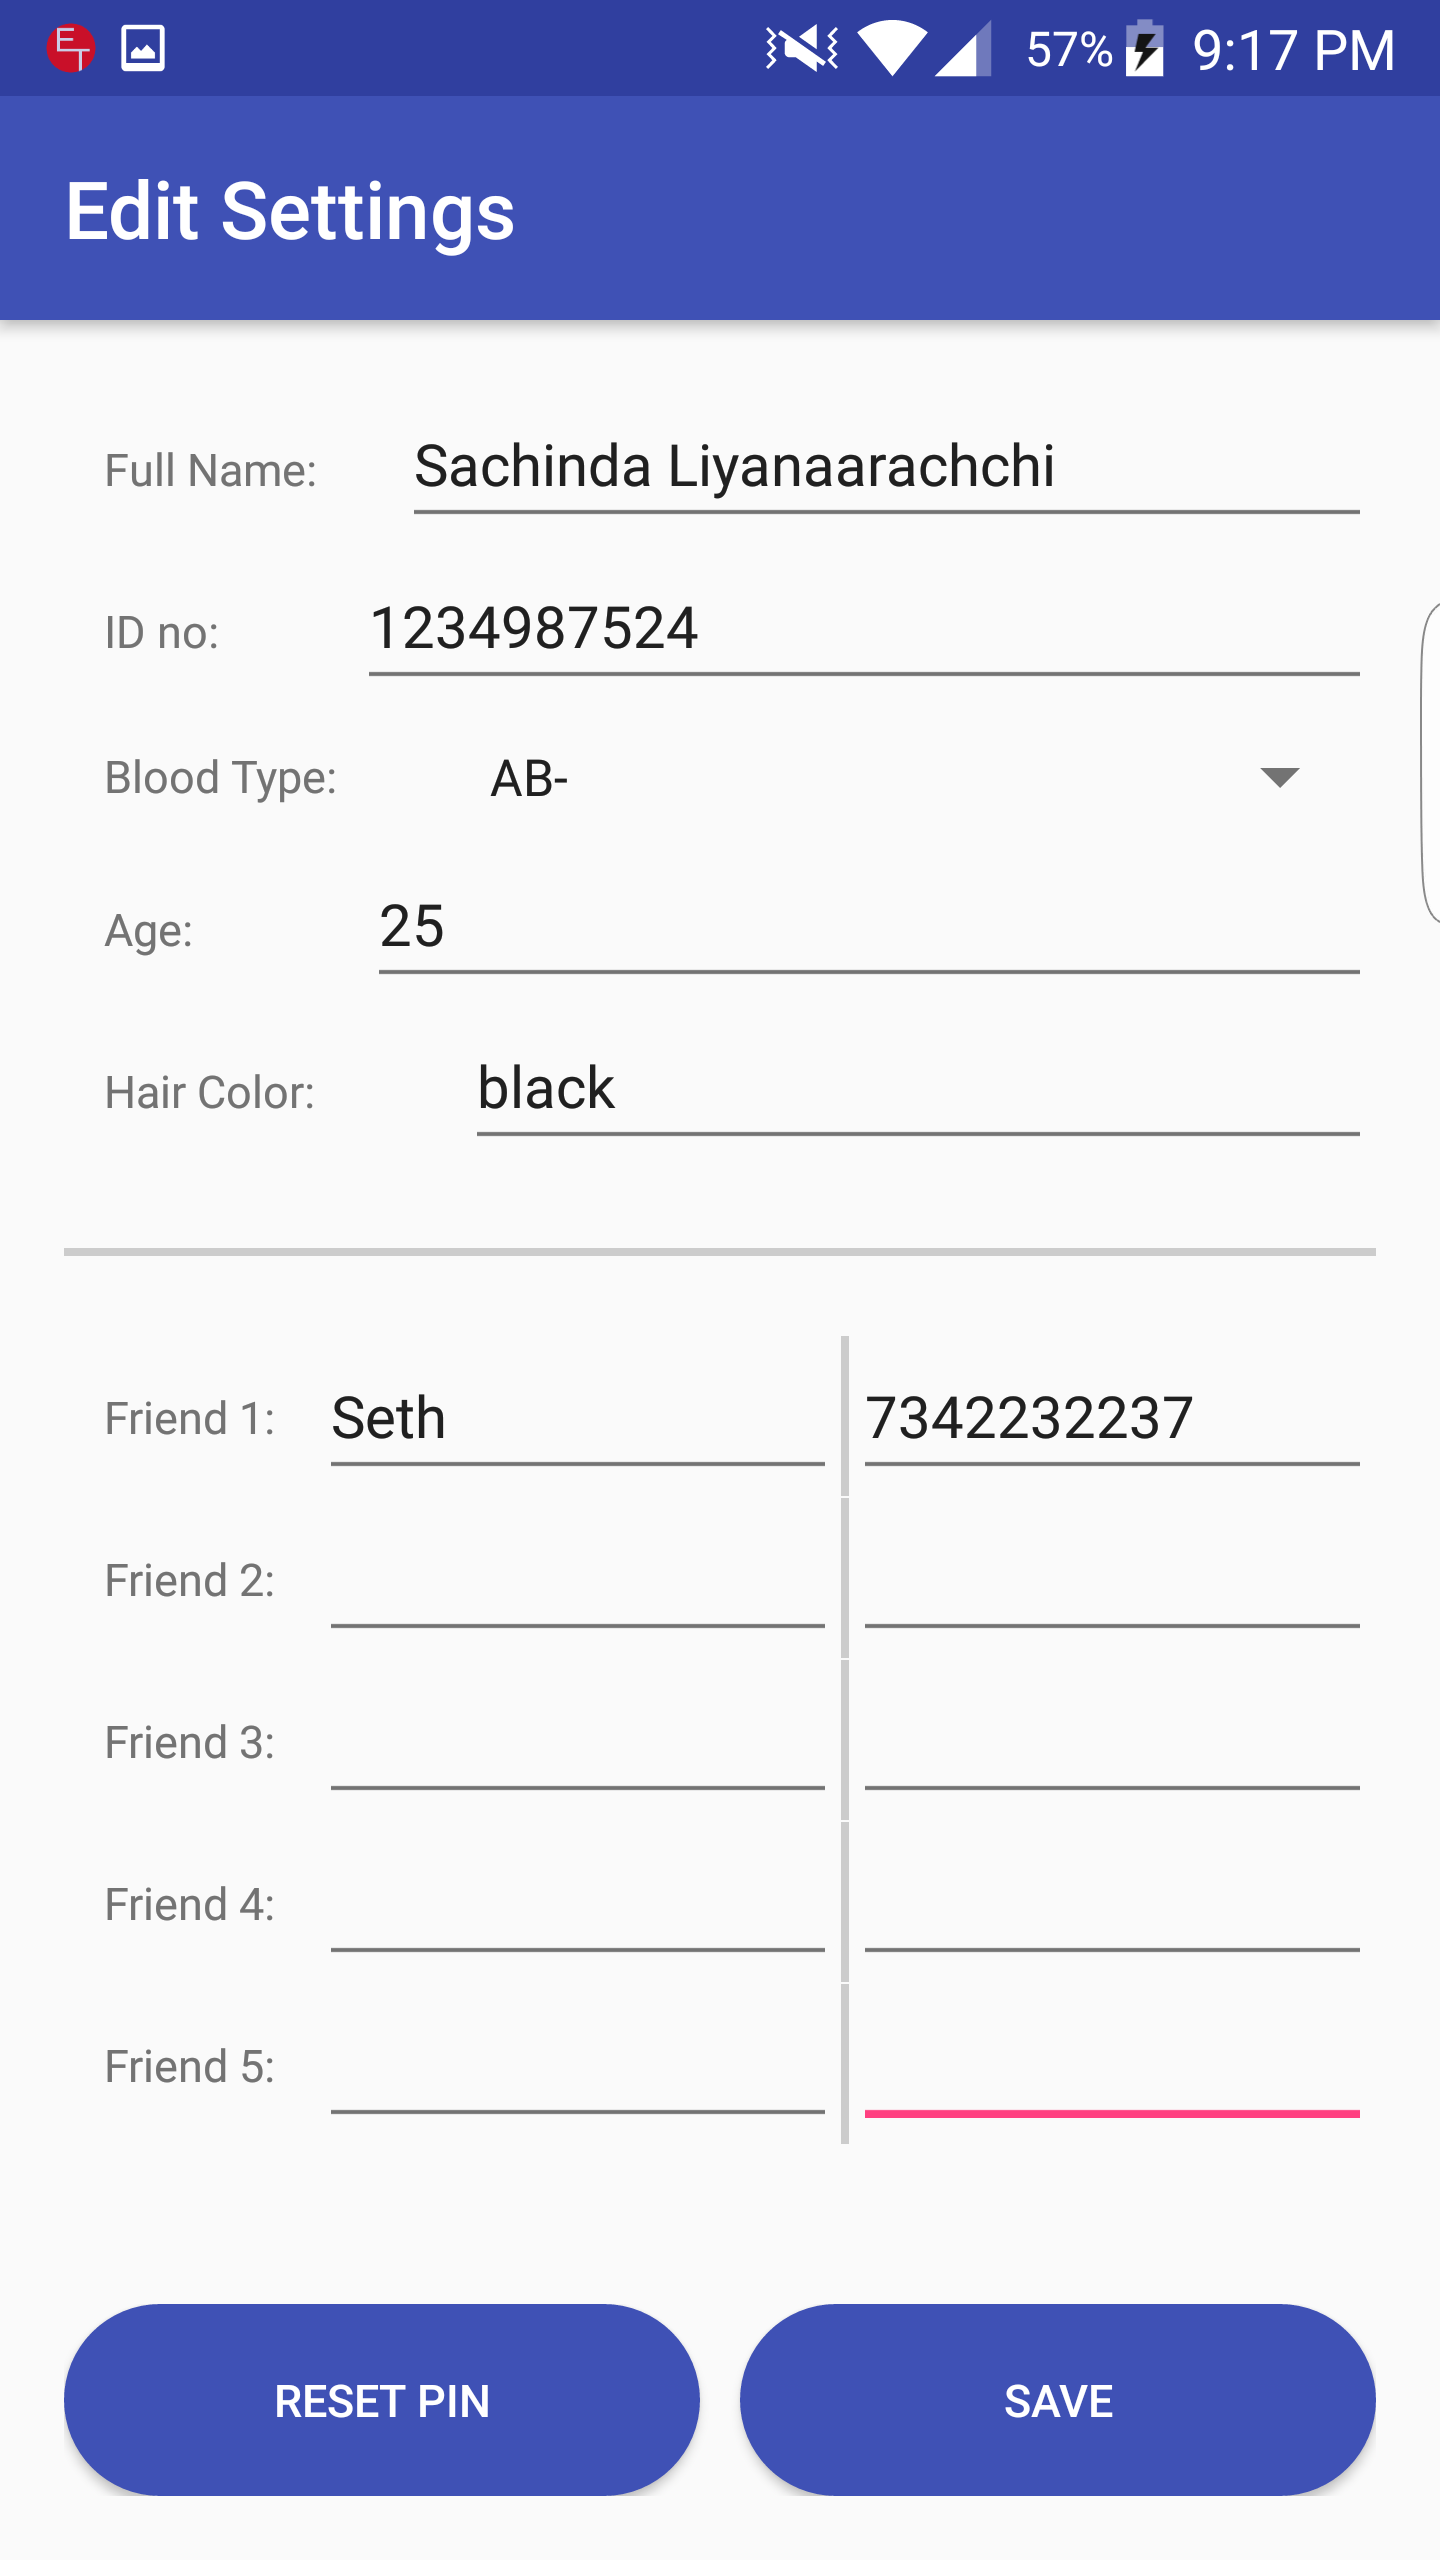 ET 57% 9:17 PM
Edit Settings
Full Name: Sachinda Liyanaarachchi
ID no: 1234987524
Blood Type: AB-
Age: 25
Hair Color: black
Friend 1: Seth 7342232237
Friend 2:
Friend 3:
Friend 4:
Friend 5:
RESET PIN SAVE